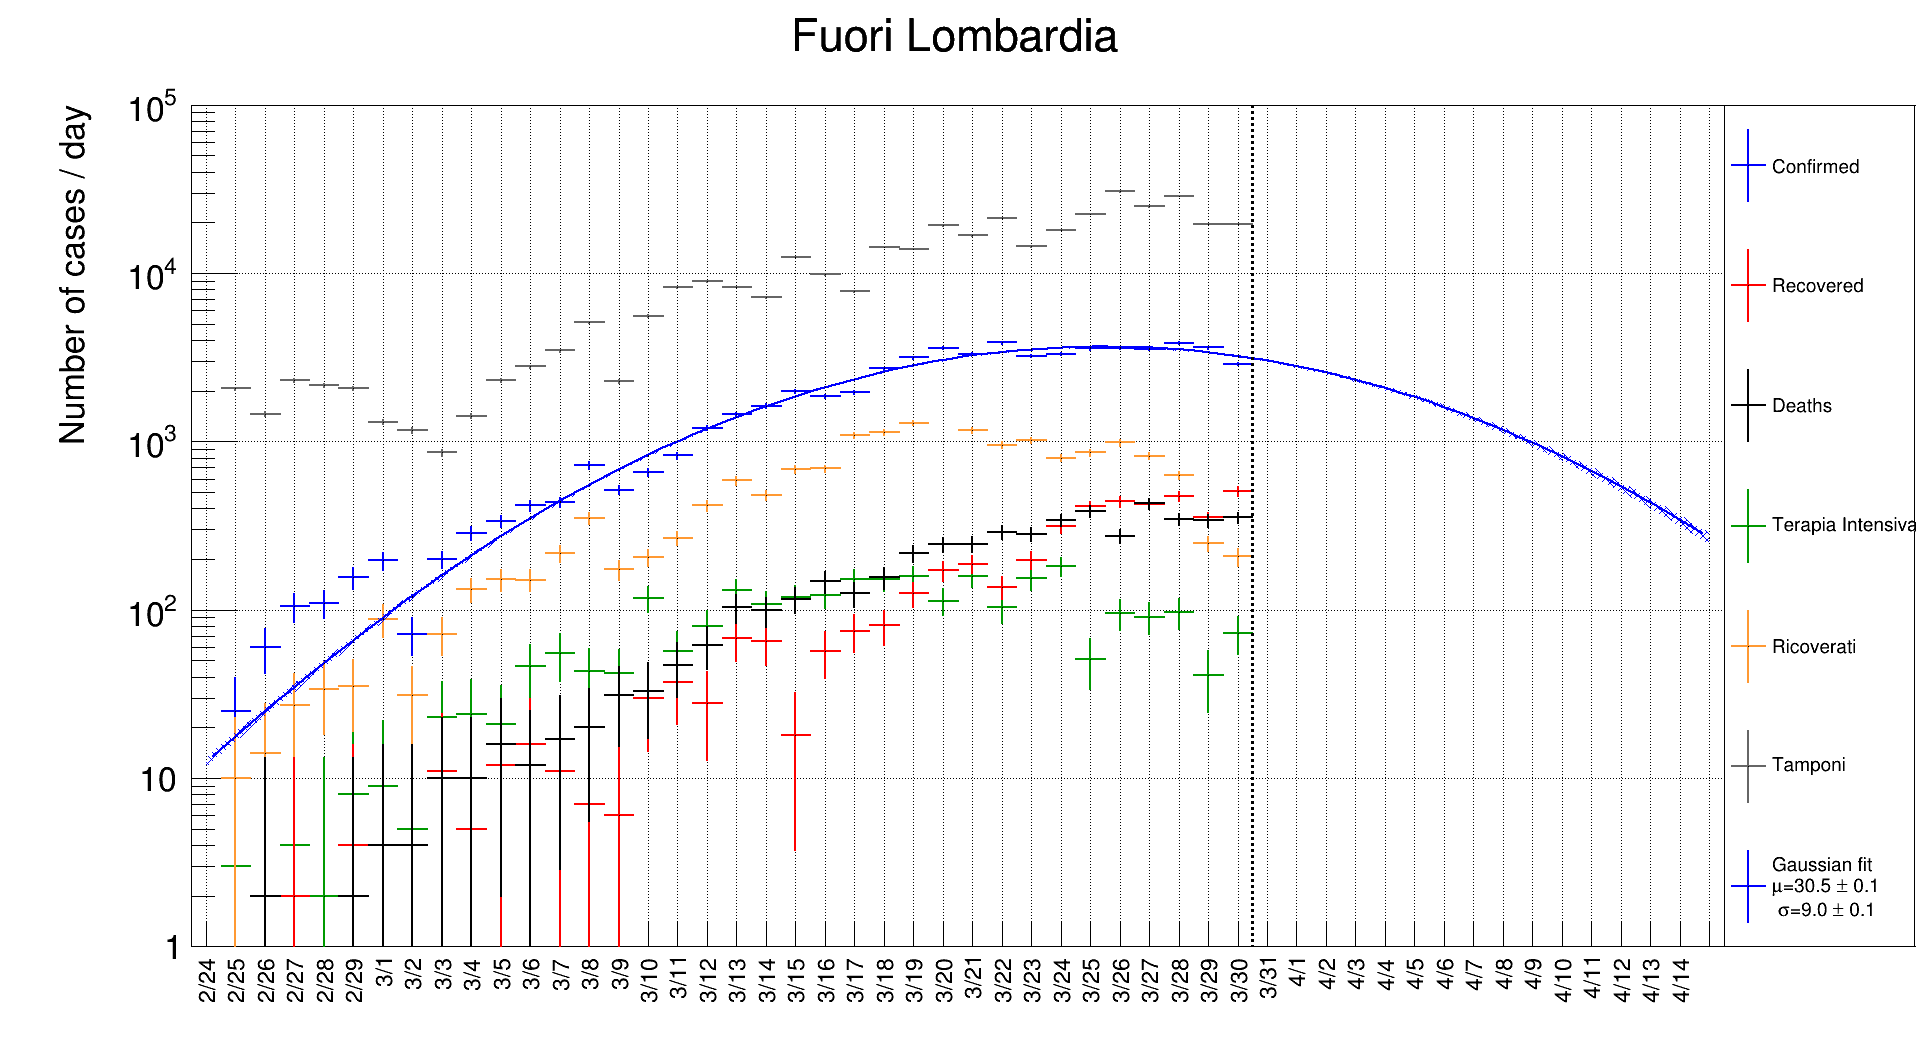 Fuori Lombardia
Number of cases / day
10^5
10^4
10^3
10^2
10
1
2/24 2/25 2/26 2/27 2/28 2/29 3/1 3/2 3/3 3/4 3/5 3/6 3/7 3/8 3/9 3/10 3/11 3/12 3/13 3/14 3/15 3/16 3/17 3/18 3/19 3/20 3/21 3/22 3/23 3/24 3/25 3/26 3/27 3/28 3/29 3/30 3/31 4/1 4/2 4/3 4/4 4/5 4/6 4/7 4/8 4/9 4/10 4/11 4/12 4/13 4/14
Confirmed
Recovered
Deaths
Terapia Intensiva
Ricoverati
Tamponi
Gaussian fit
μ=30.5 ± 0.1
σ=9.0 ± 0.1